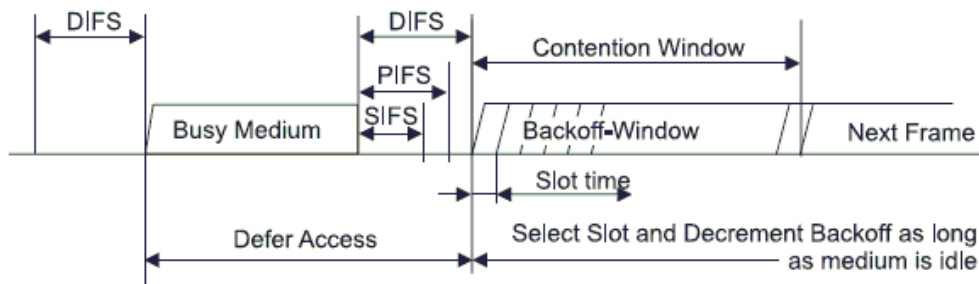 DIFS
DIFS
Contention Window
PIFS
SIFS
Busy Medium
Backoff-Window
Next Frame
Slot time
Defer Access
Select Slot and Decrement Backoff as long
as medium is idle